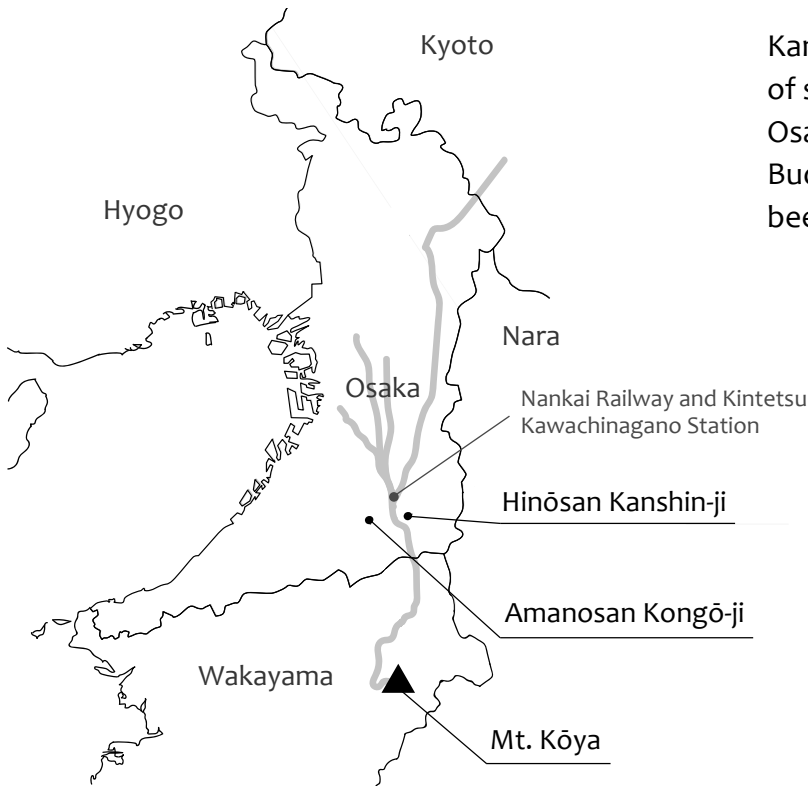 Kyoto
Hyogo
Nara
Osaka
Nankai Railway and Kintetsu
Kawachinagano Station
Hinōsan Kanshin-ji
Amanosan Kongō-ji
Wakayama
Mt. Kōya
of